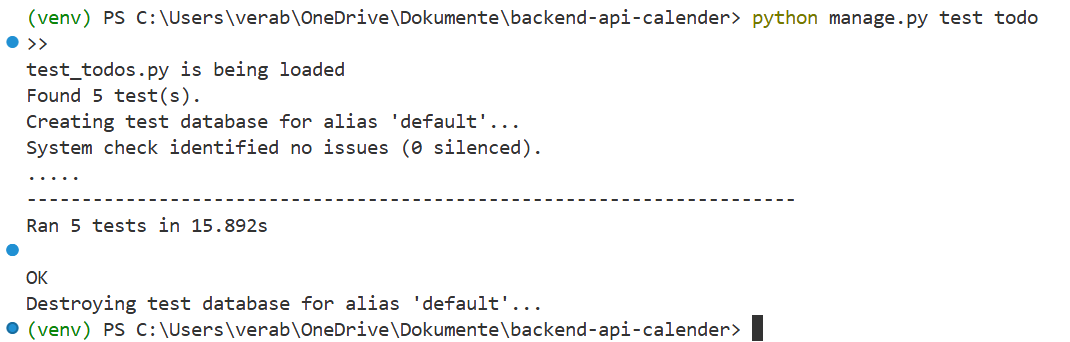 (venv) PS C:\Users\verab\OneDrive\Dokumente\backend-api-calender> python manage.py test todo
>>
test_todos.py is being loaded
Found 5 test(s).
Creating test database for alias 'default'...
System check identified no issues (0 silenced).
.....
----------------------------------------------------------------------
Ran 5 tests in 15.892s
OK
Destroying test database for alias 'default'...
(venv) PS C:\Users\verab\OneDrive\Dokumente\backend-api-calender>